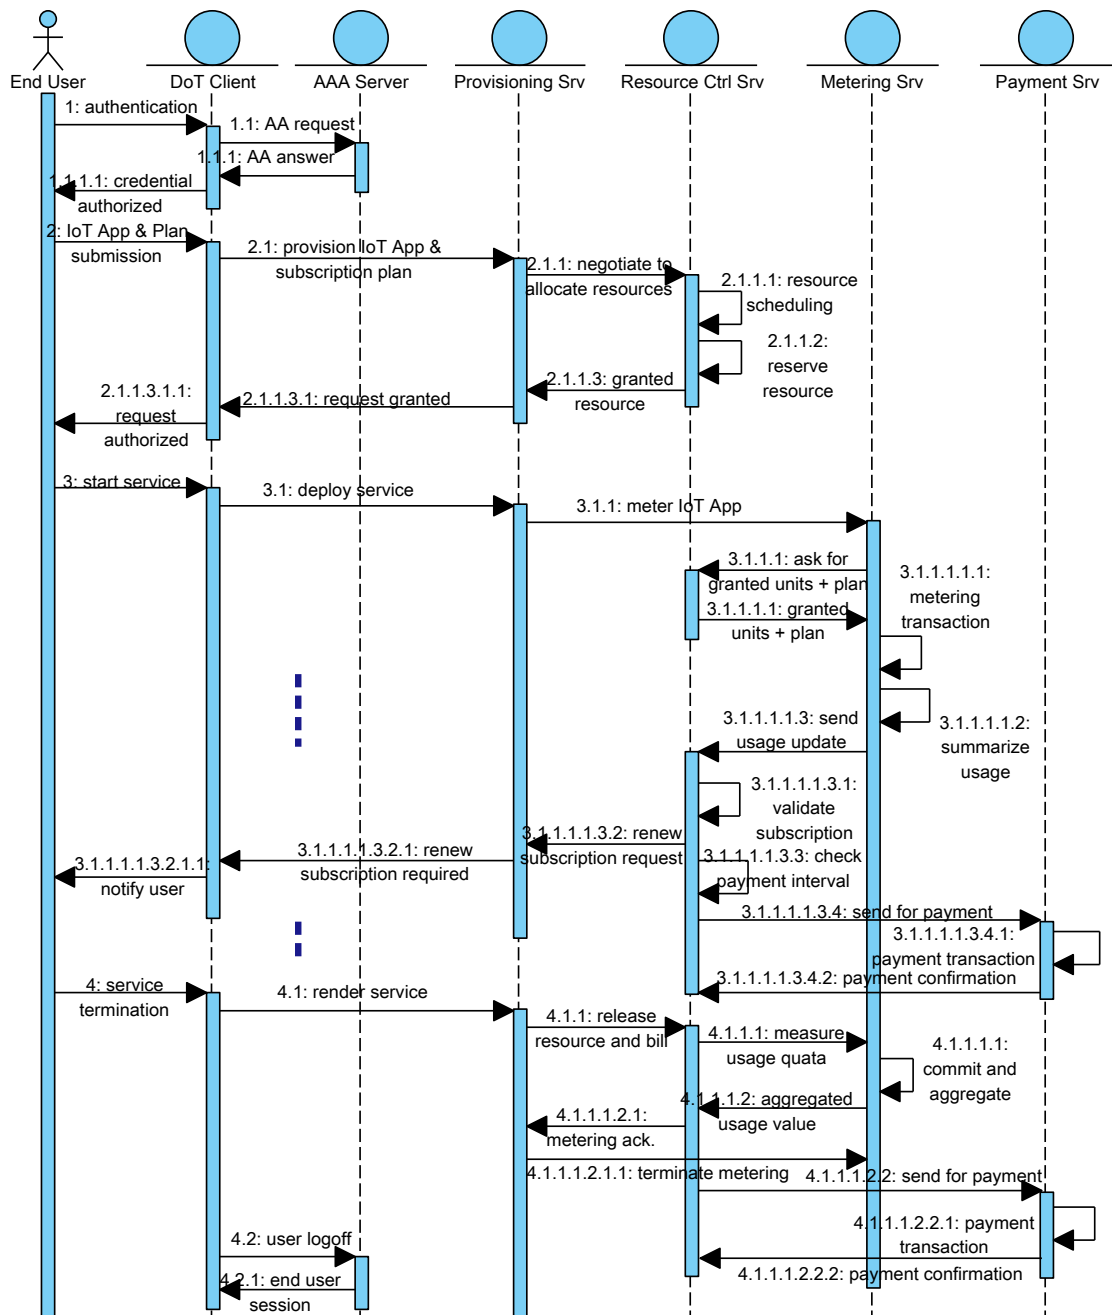 End User
DoT Client
AAA Server
Provisioning Srv
Resource Ctrl Srv
Metering Srv
Payment Srv
1: authentication
1.1: AA request
1.1.1: AA answer
1.1.1.1: credential
authorized
2: IoT App & Plan
submission
2.1: provision IoT App &
subscription plan
2.1.1: negotiate to
allocate resources
2.1.1.1: resource
scheduling
2.1.1.2:
reserve
resource
2.1.1.3: granted
resource
2.1.1.3.1: request granted
2.1.1.3.1.1:
request
authorized
3: start service
3.1: deploy service
3.1.1: meter IoT App
3.1.1.1: ask for
granted units + plan
3.1.1.1.1: granted
units + plan
3.1.1.1.1.1:
metering
transaction
3.1.1.1.1.2:
summarize
usage
3.1.1.1.1.3: send
usage update
3.1.1.1.1.3.1:
validate
subscription
3.1.1.1.1.3.2: renew
subscription request
3.1.1.1.1.3.2.1: renew
subscription required
3.1.1.1.1.3.2.1.1:
notify user
3.1.1.1.1.3.3: check
payment interval
3.1.1.1.1.3.4: send for payment
3.1.1.1.1.3.4.1:
payment transaction
3.1.1.1.1.3.4.2: payment confirmation
4: service
termination
4.1: render service
4.1.1: release
resource and bill
4.1.1.1: measure
usage quata
4.1.1.1.1:
commit and
aggregate
4.1.1.1.2: aggregated
usage value
4.1.1.1.2.1:
metering ack.
4.1.1.1.2.1.1: terminate metering
4.1.1.1.2.2: send for payment
4.1.1.1.2.2.1: payment
transaction
4.1.1.1.2.2.2: payment confirmation
4.2: user logoff
4.2.1: end user
session